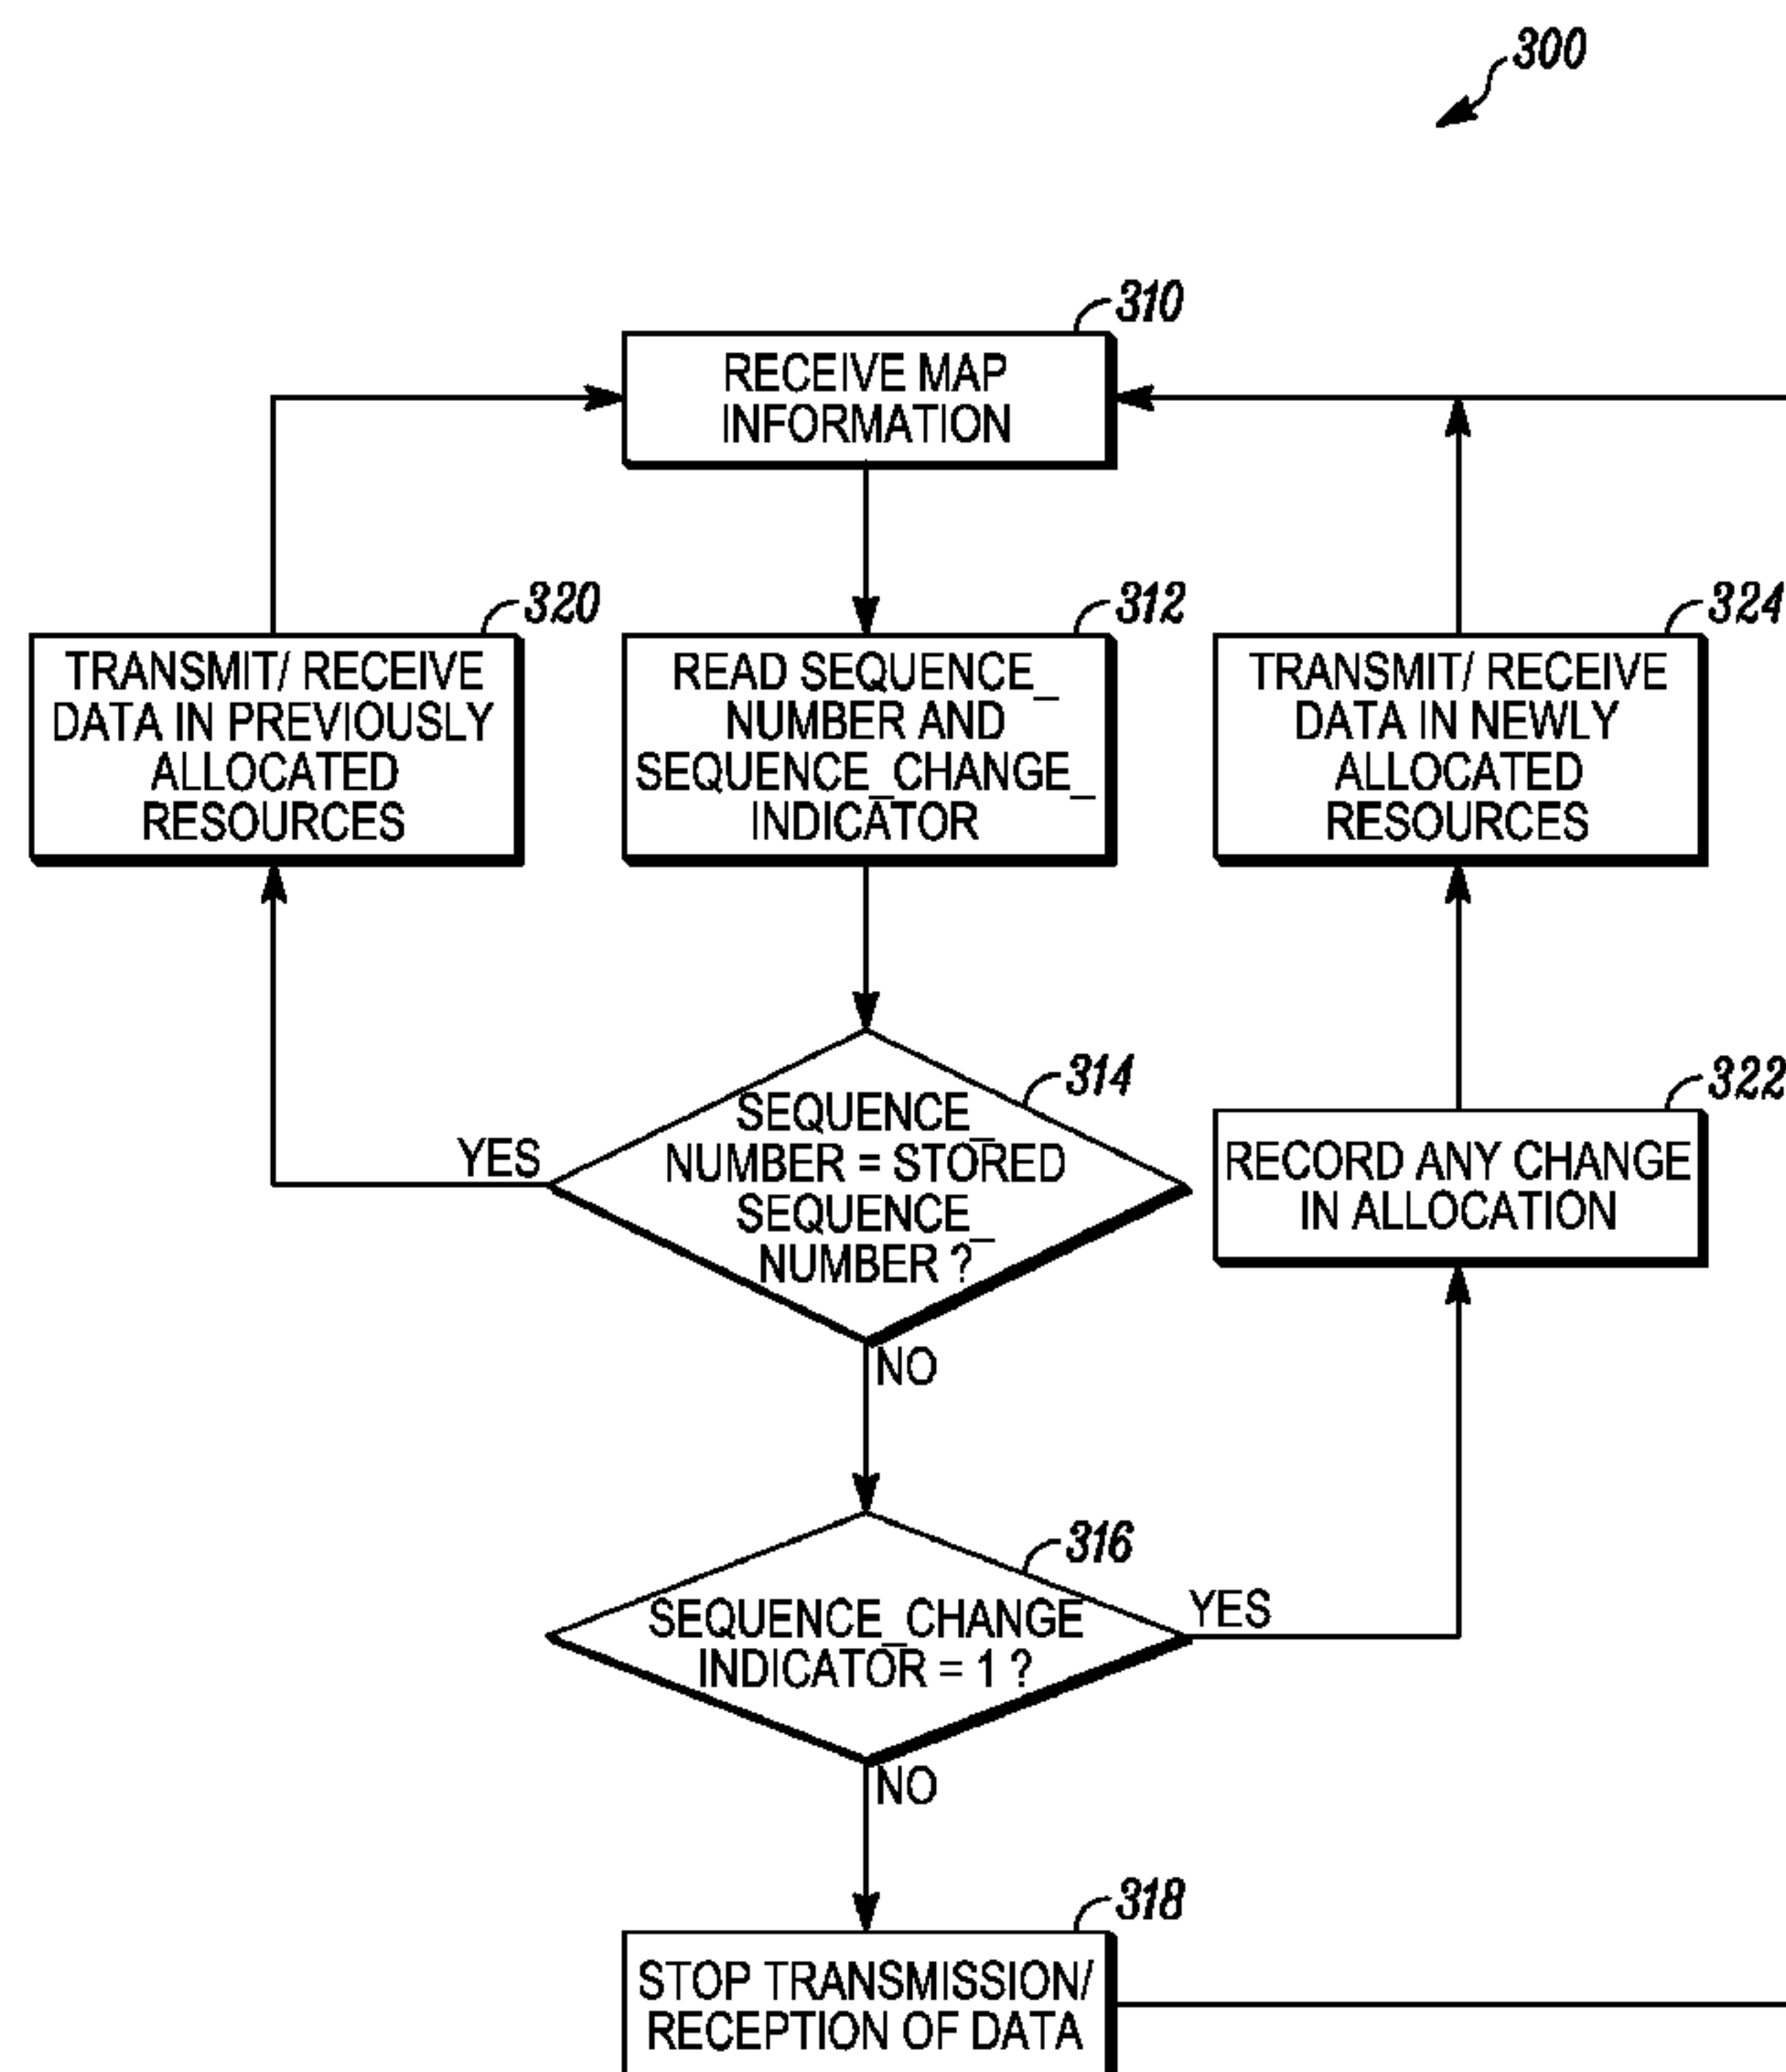 300
310
RECEIVE MAP
INFORMATION
320
TRANSMIT/ RECEIVE
DATA IN PREVIOUSLY
ALLOCATED
RESOURCES
312
READ SEQUENCE_
NUMBER AND
SEQUENCE_CHANGE_
INDICATOR
324
TRANSMIT/ RECEIVE
DATA IN NEWLY
ALLOCATED
RESOURCES
314
SEQUENCE_
NUMBER = STORED
SEQUENCE_
NUMBER ?
YES
NO
322
RECORD ANY CHANGE
IN ALLOCATION
316
SEQUENCE_CHANGE
INDICATOR = 1 ?
YES
NO
318
STOP TRANSMISSION/
RECEPTION OF DATA